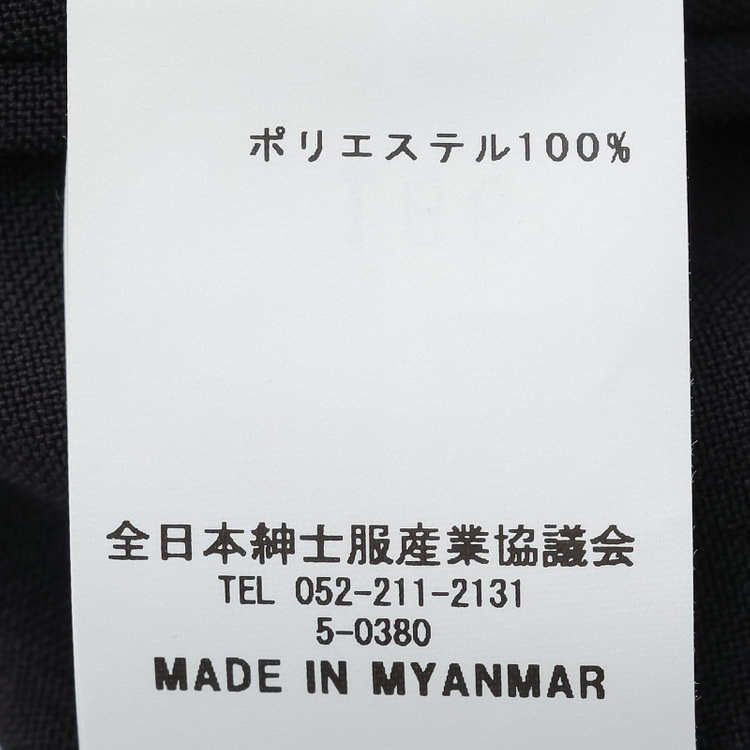 ポリエステル100%
全日本紳士服産業協議会
TEL 052-211-2131
5-0380
MADE IN MYANMAR